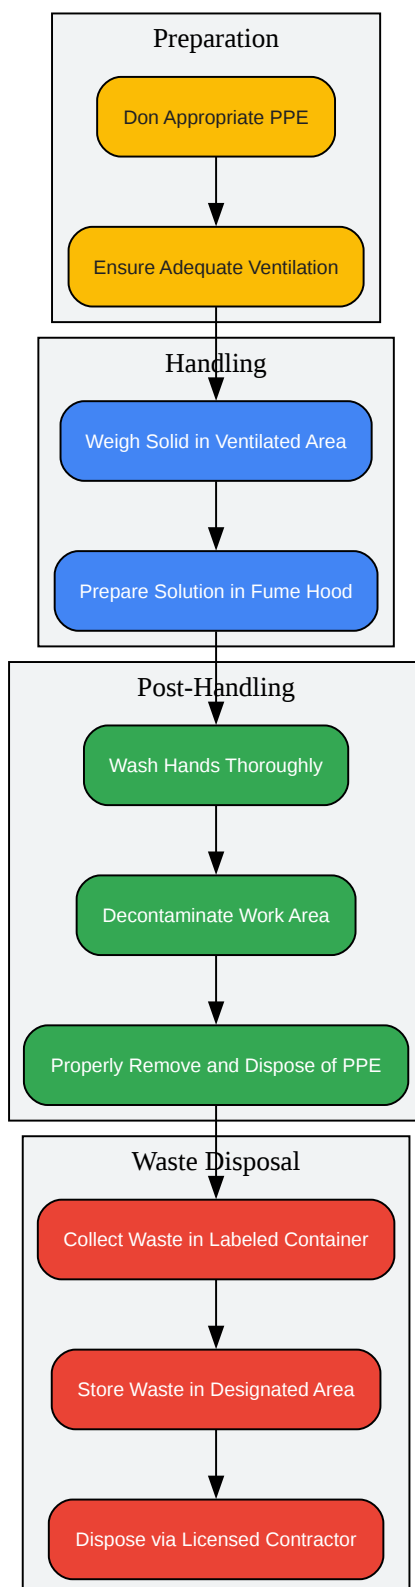 Preparation
Don Appropriate PPE
Ensure Adequate Ventilation
Handling
Weigh Solid in Ventilated Area
Prepare Solution in Fume Hood
Post-Handling
Wash Hands Thoroughly
Decontaminate Work Area
Properly Remove and Dispose of PPE
Waste Disposal
Collect Waste in Labeled Container
Store Waste in Designated Area
Dispose via Licensed Contractor